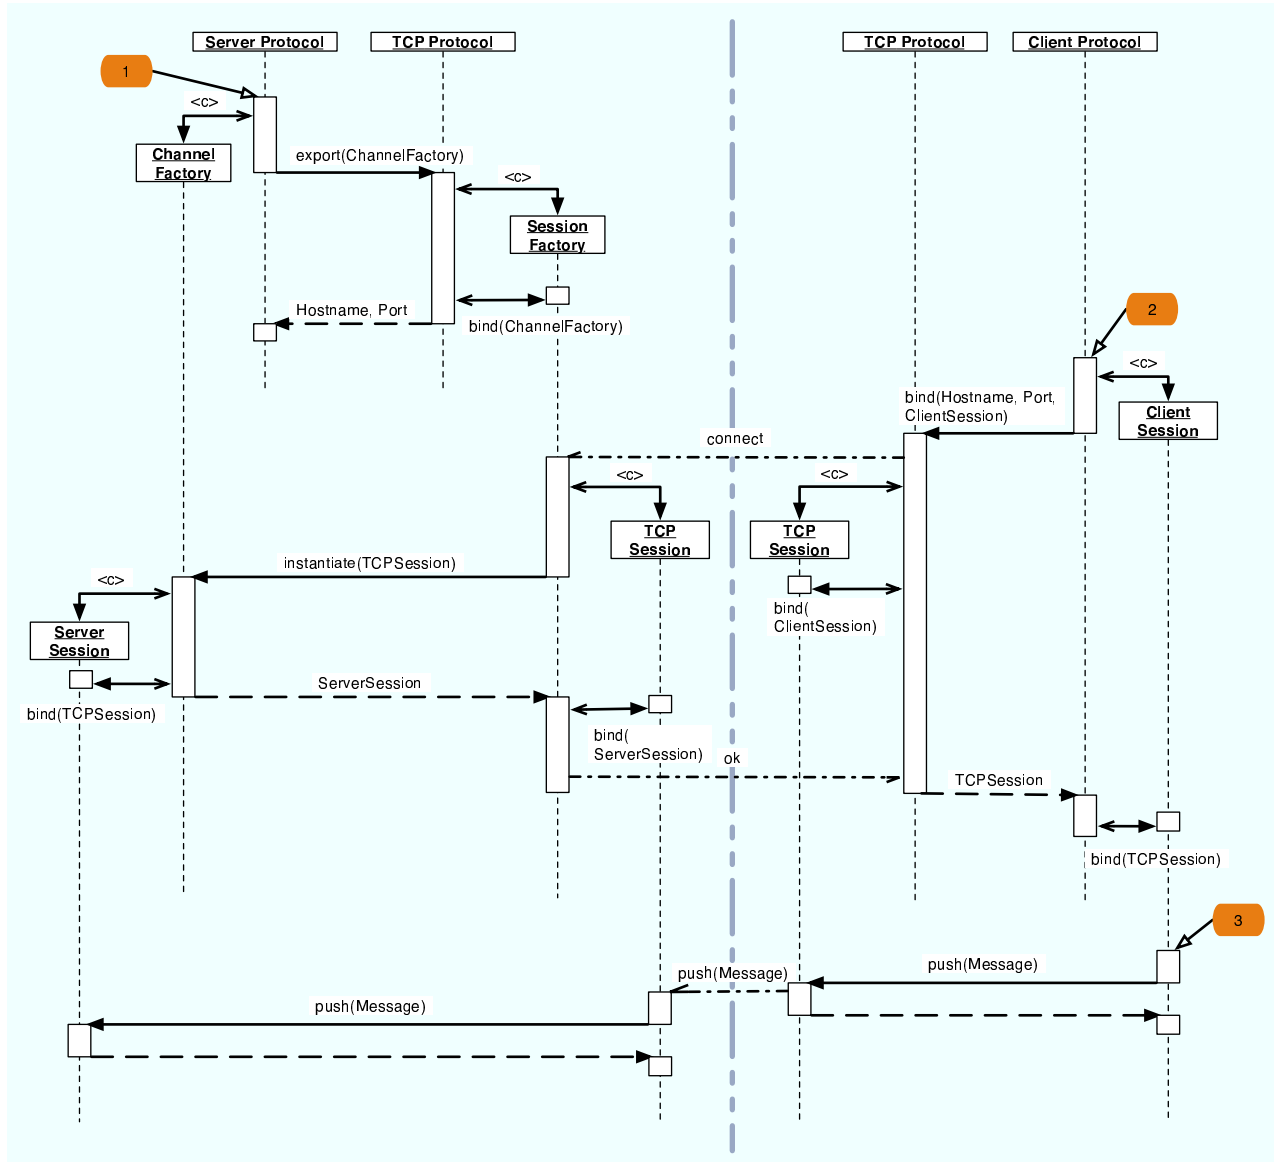 Server Protocol
TCP Protocol
TCP Protocol
Client Protocol
1
<c>
Channel
Factory
export(ChannelFactory)
<c>
Session
Factory
Hostname, Port
bind(ChannelFactory)
2
<c>
bind(Hostname, Port,
ClientSession)
Client
Session
connect
<c>
<c>
TCP
Session
TCP
Session
instantiate(TCPSession)
<c>
bind(
ClientSession)
Server
Session
ServerSession
bind(TCPSession)
bind(
ServerSession)
ok
TCPSession
bind(TCPSession)
3
push(Message)
push(Message)
push(Message)